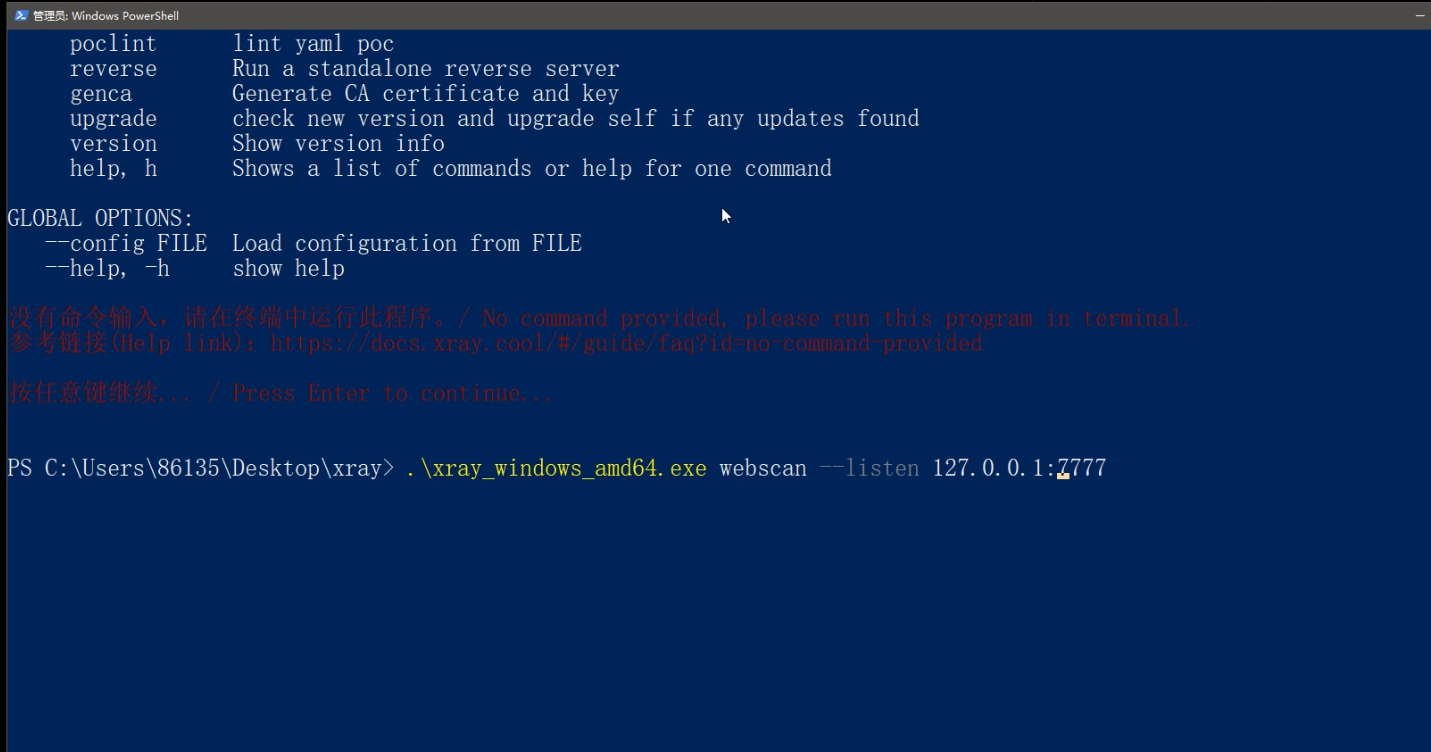 管理员: Windows PowerShell
poclint lint yaml poc
reverse Run a standalone reverse server
genca Generate CA certificate and key
upgrade check new version and upgrade self if any updates found
version Show version info
help, h Shows a list of commands or help for one command
GLOBAL OPTIONS:
--config FILE Load configuration from FILE
--help, -h show help
没有命令输入，请在终端中运行此程序。/ No command provided, please run this program in terminal.
参考链接(Help link)：https://docs.xray.cool/#/guide/faq?id=no-command-provided
按任意键继续... / Press Enter to continue...
PS C:\Users\86135\Desktop\xray> .\xray_windows_amd64.exe webscan --listen 127.0.0.1:7777